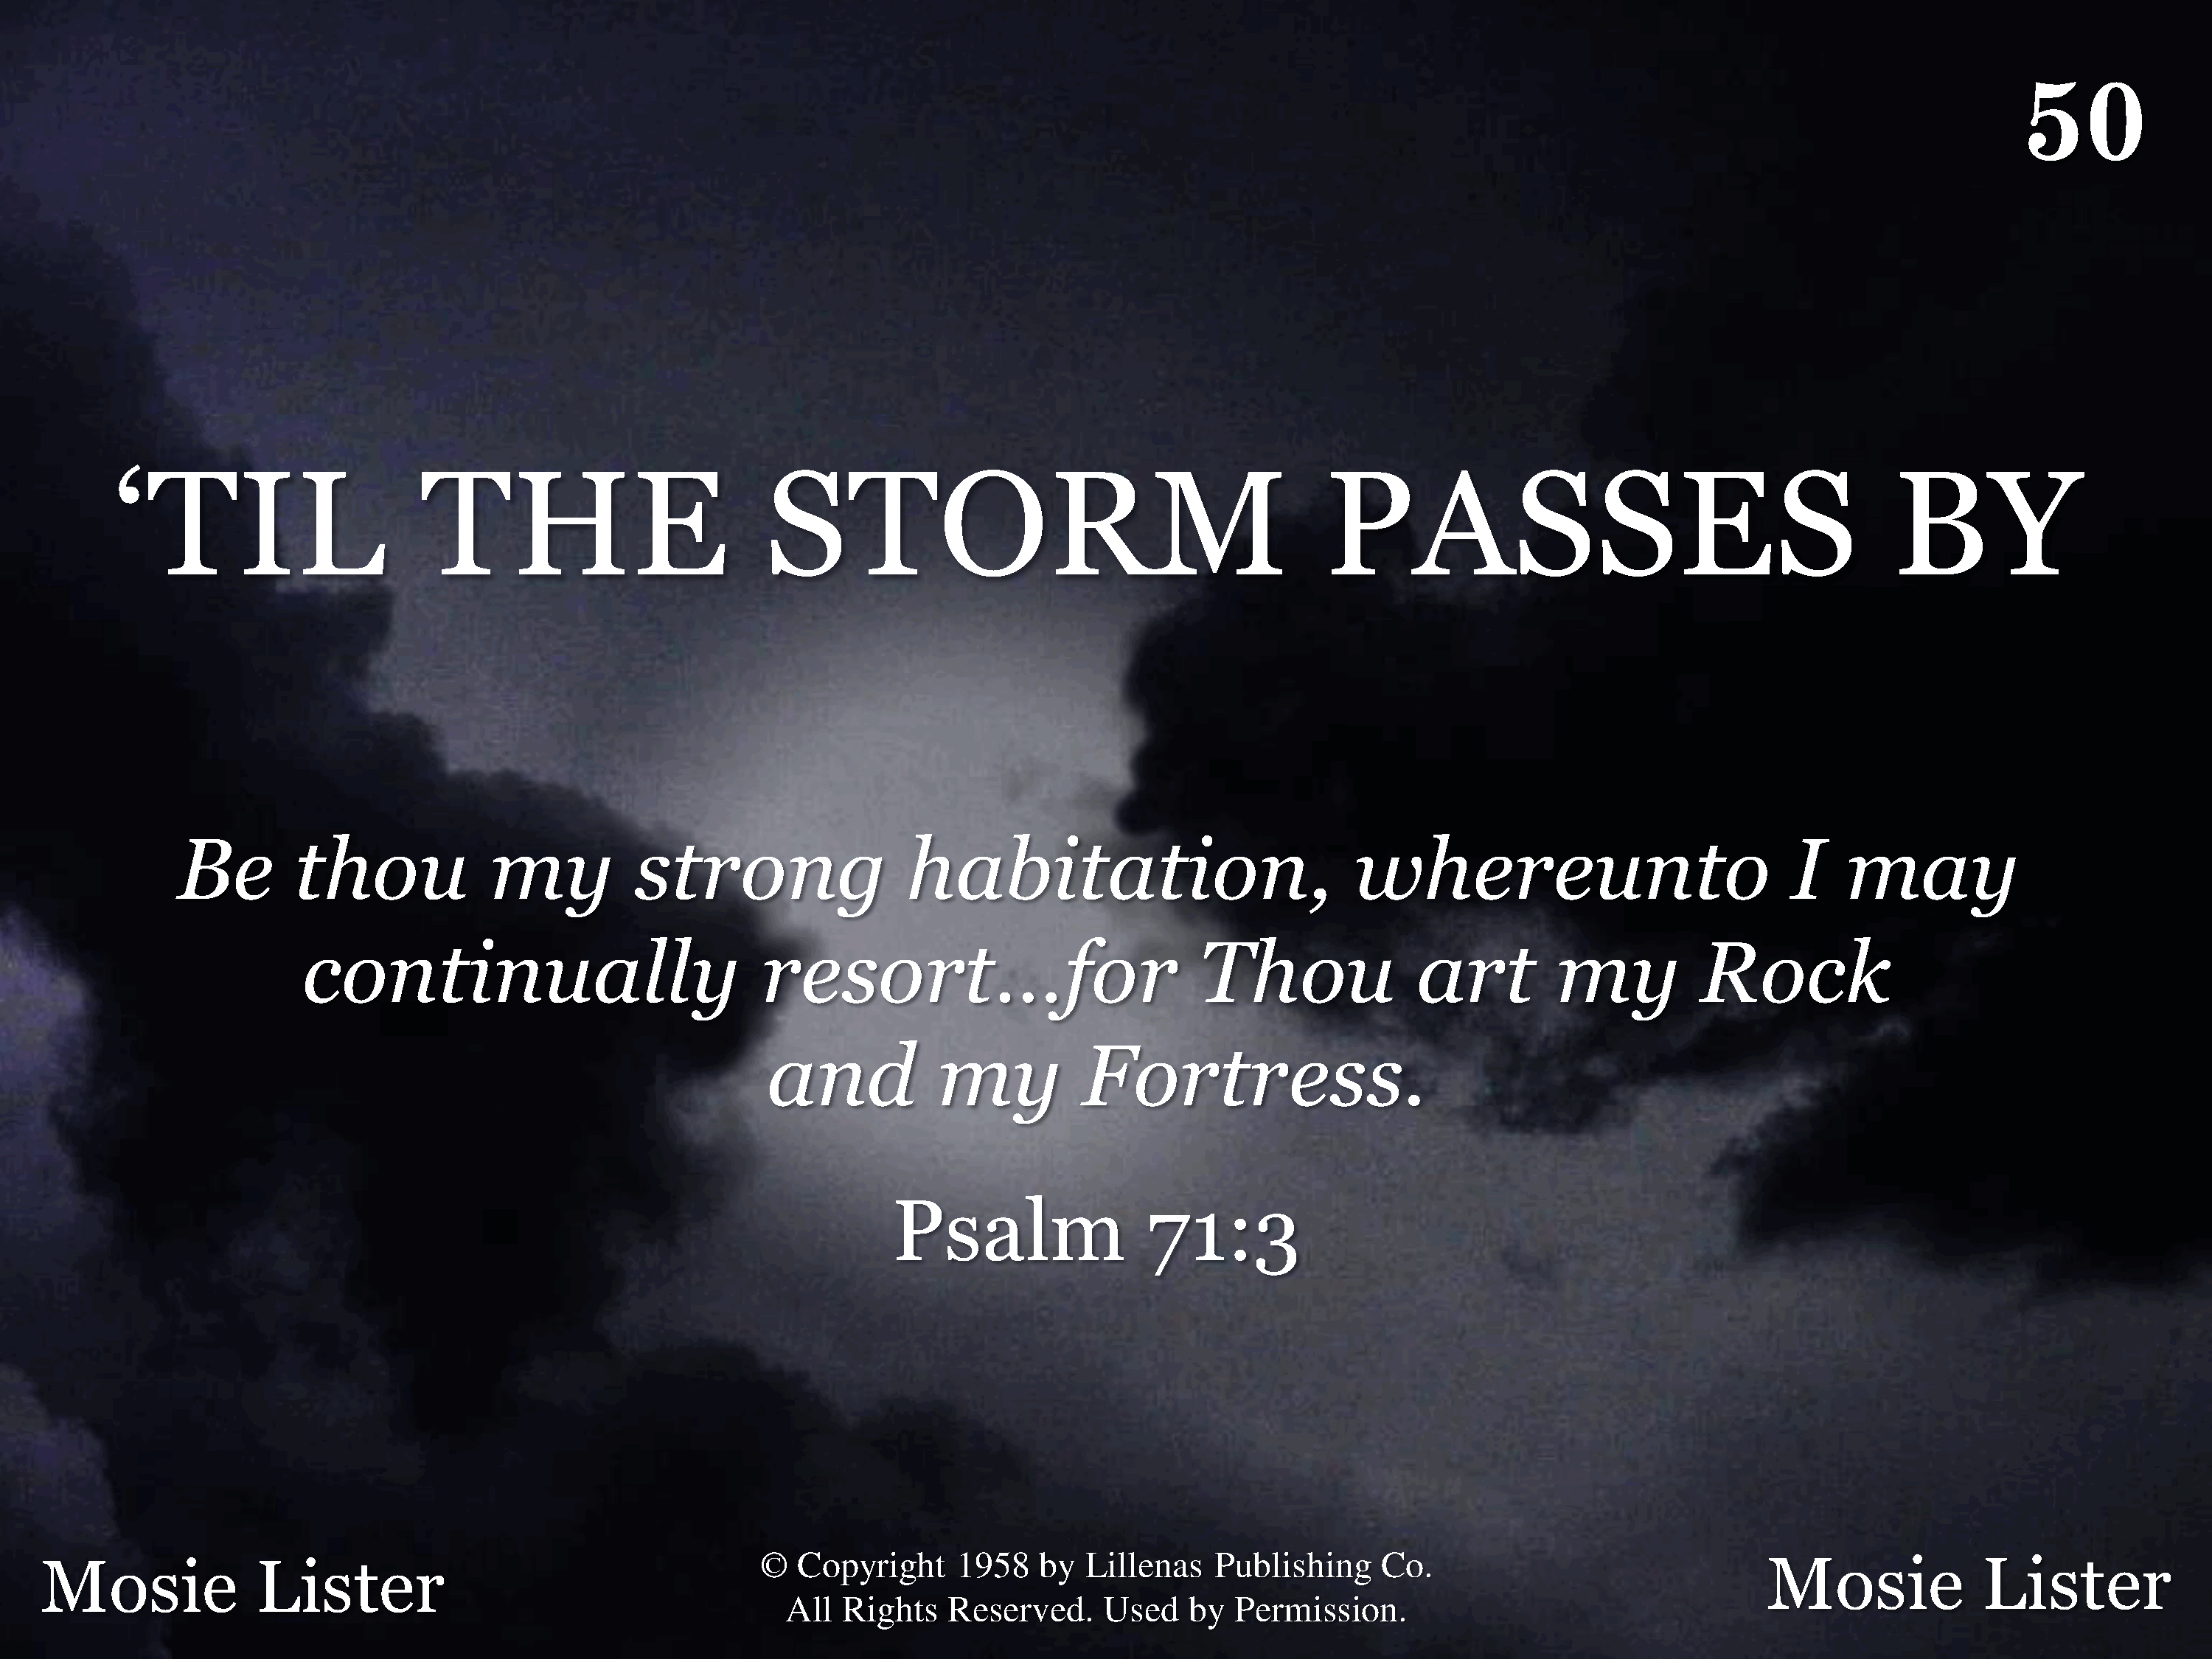 50
‘TIL THE STORM PASSES BY
Be thou my strong habitation, whereunto I may
continually resort…for Thou art my Rock
and my Fortress.
Psalm 71:3
Mosie Lister
© Copyright 1958 by Lillenas Publishing Co.
All Rights Reserved. Used by Permission.
Mosie Lister